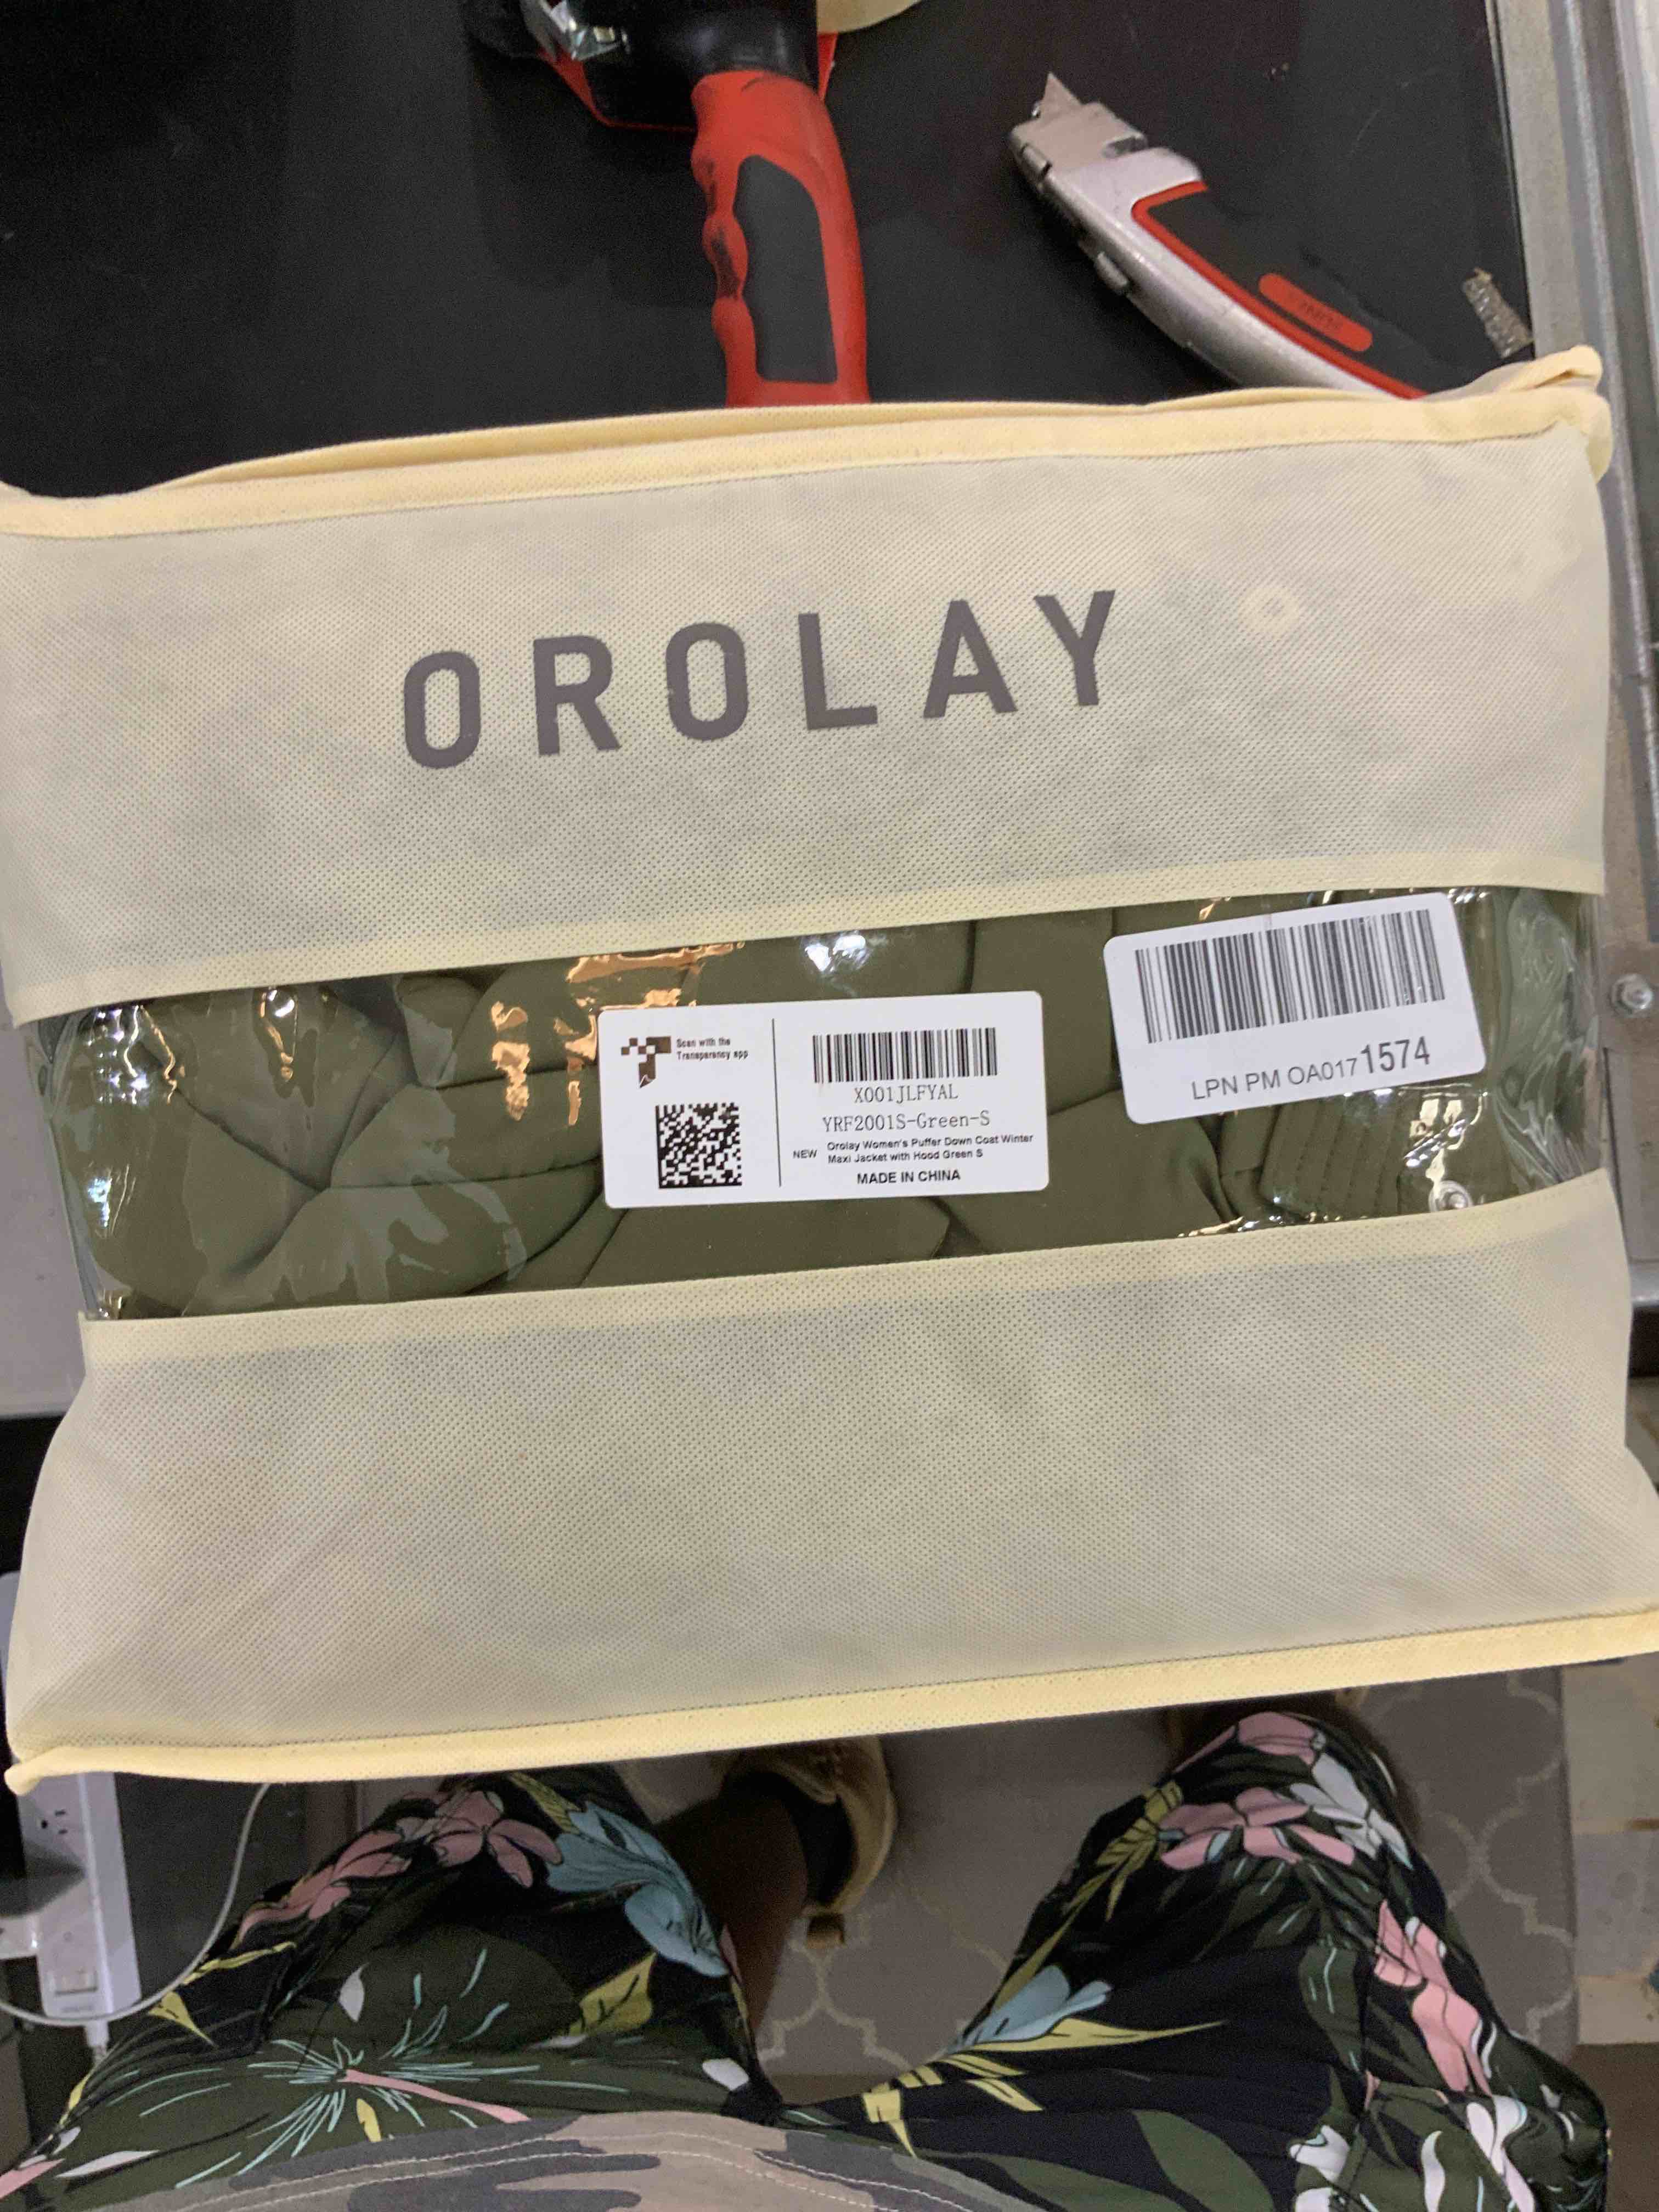 OROLAY
Scan with the
Transparency app
X001JLFYAL
YRF2001S-Green-S
NEW
Orolay Women's Puffer Down Coat Winter
Maxi Jacket with Hood Green S
MADE IN CHINA
LPN PM OA0171574